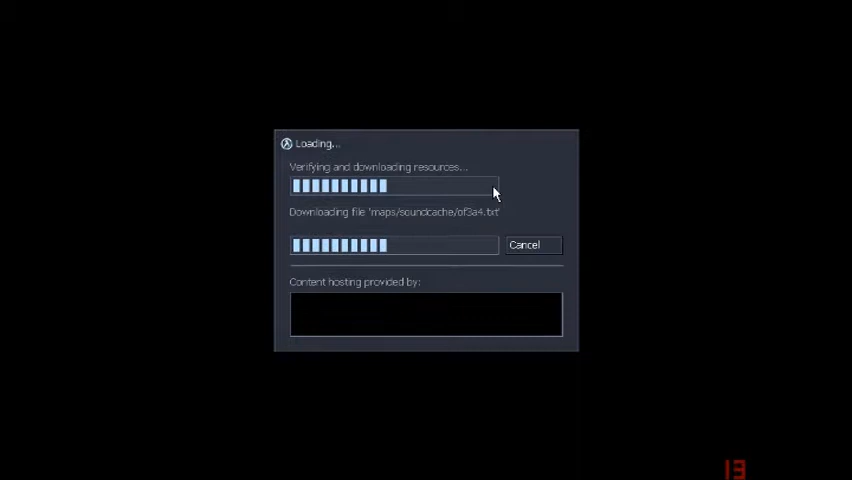 Loading...
Verifying and downloading resources...
Downloading file 'maps/soundcache/of3a4.txt'
Cancel
Content hosting provided by:
13